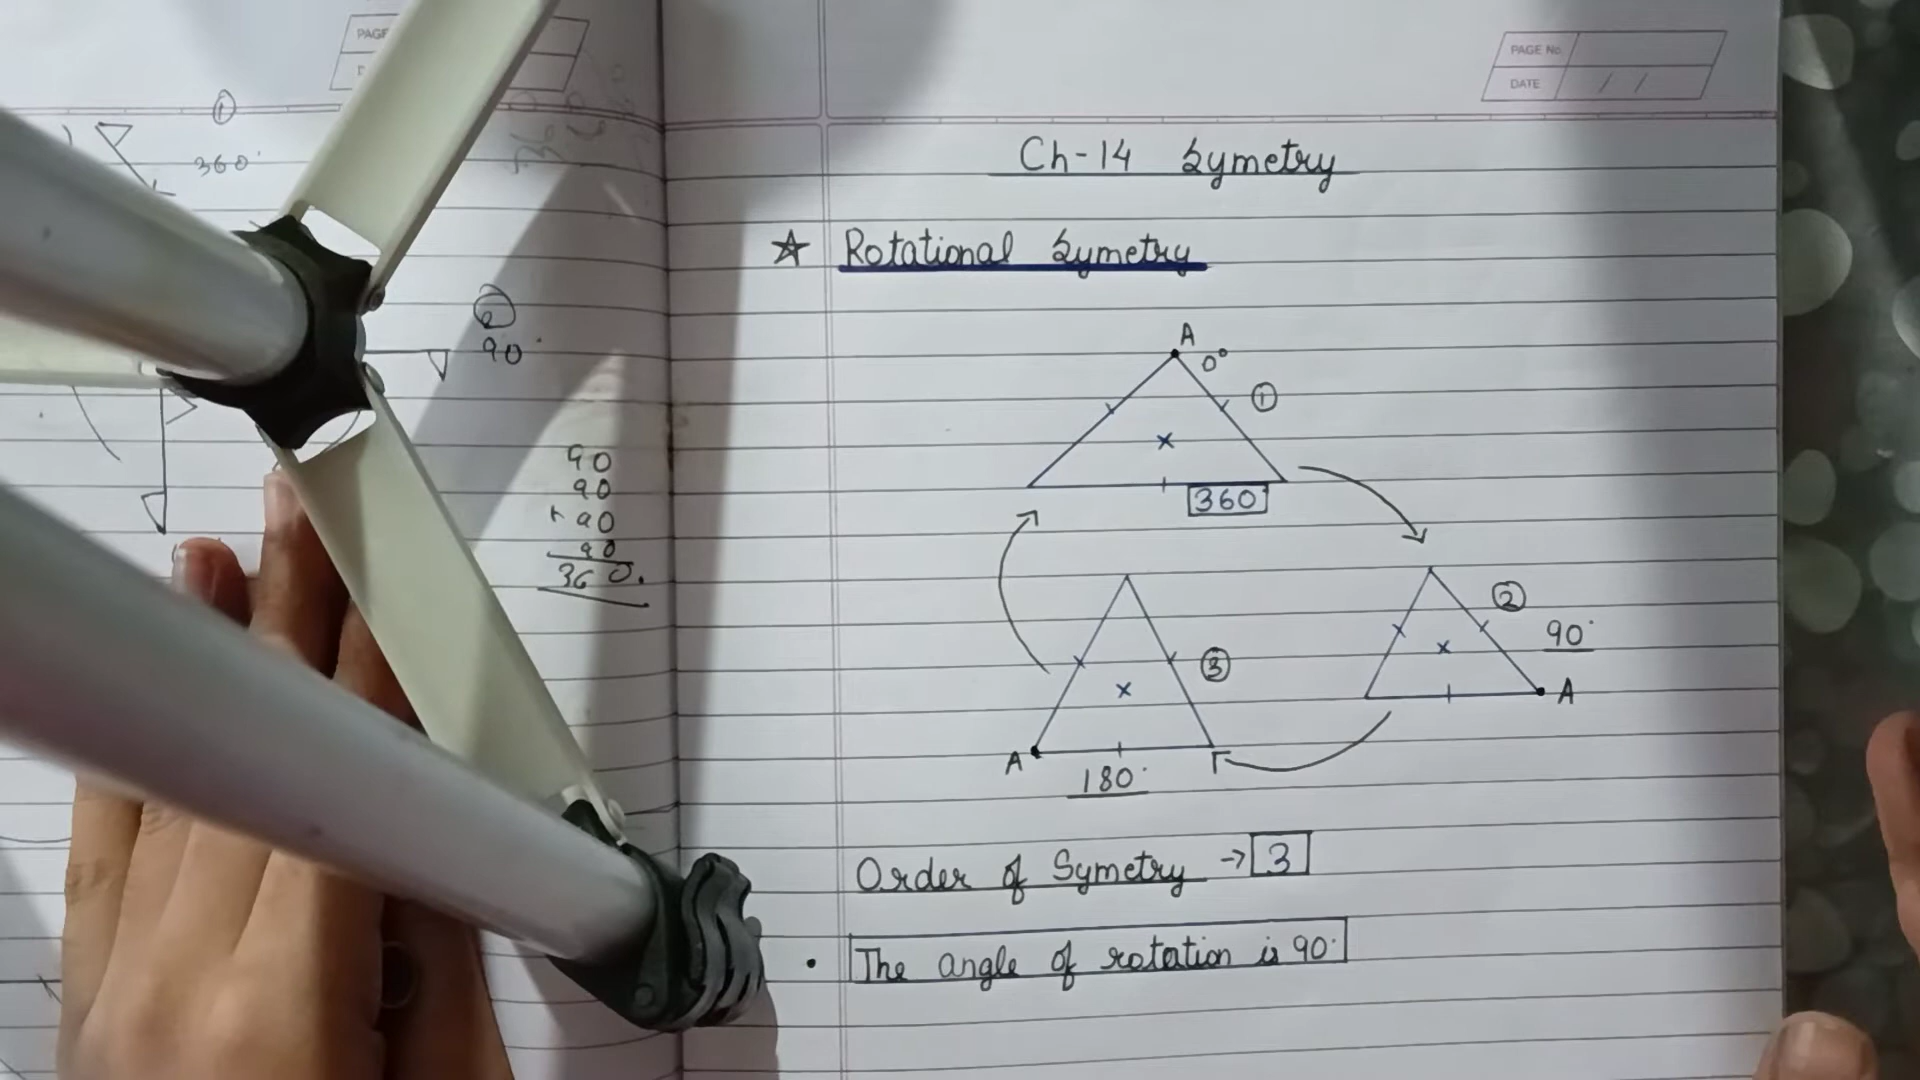 PAGE
①
360°
②
90°
90
90
+ 90
90
360.
PAGE No.
DATE / /
Ch-14 Symetry
☆ Rotational Symetry
A
0°
①
360°
②
90°
A
③
A
180°
Order of Symetry → 3
• The angle of rotation is 90°